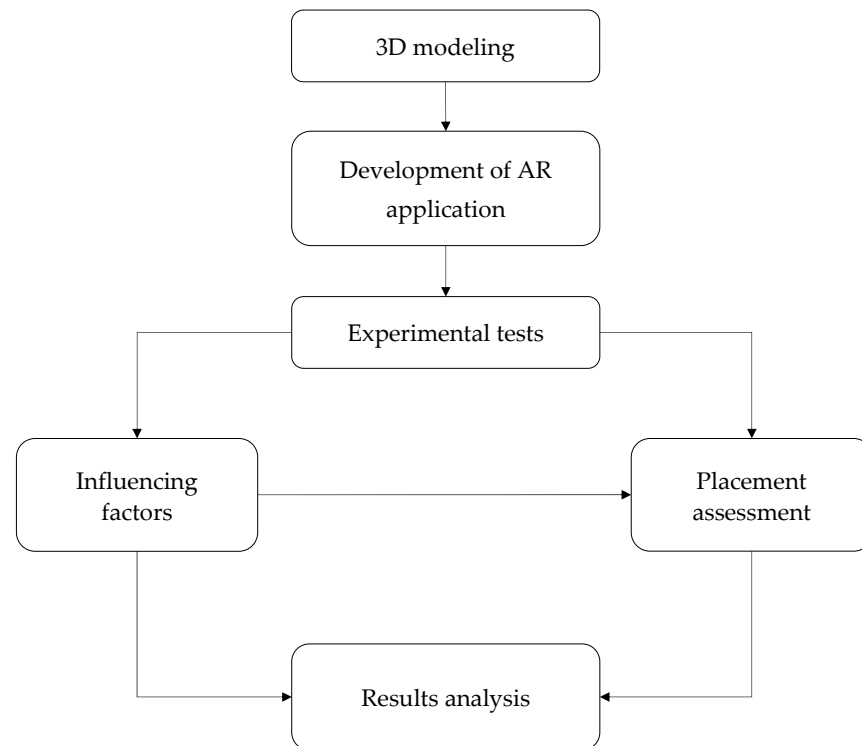 3D modeling
Development of AR
application
Experimental tests
Influencing
factors
Placement
assessment
Results analysis